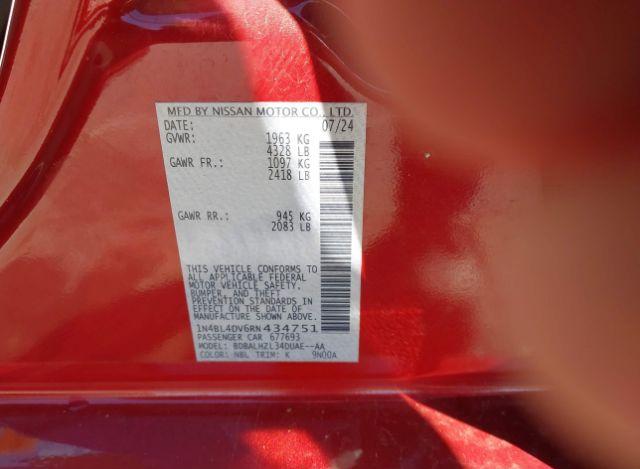 MFD BY NISSAN MOTOR CO., LTD.
DATE: 07/24
GVWR: 1963 KG
4328 LB
GAWR FR.: 1097 KG
2418 LB
GAWR RR.: 945 KG
2083 LB
THIS VEHICLE CONFORMS TO
ALL APPLICABLE FEDERAL
MOTOR VEHICLE SAFETY,
BUMPER, AND THEFT
PREVENTION STANDARDS IN
EFFECT ON THE DATE OF
MANUFACTURE SHOWN ABOVE.
1N4BL4DV6RN434751
PASSENGER CAR 677693
MODEL: BDBALHZL34DUAE--AA
COLOR: NBL TRIM: K 9N00A